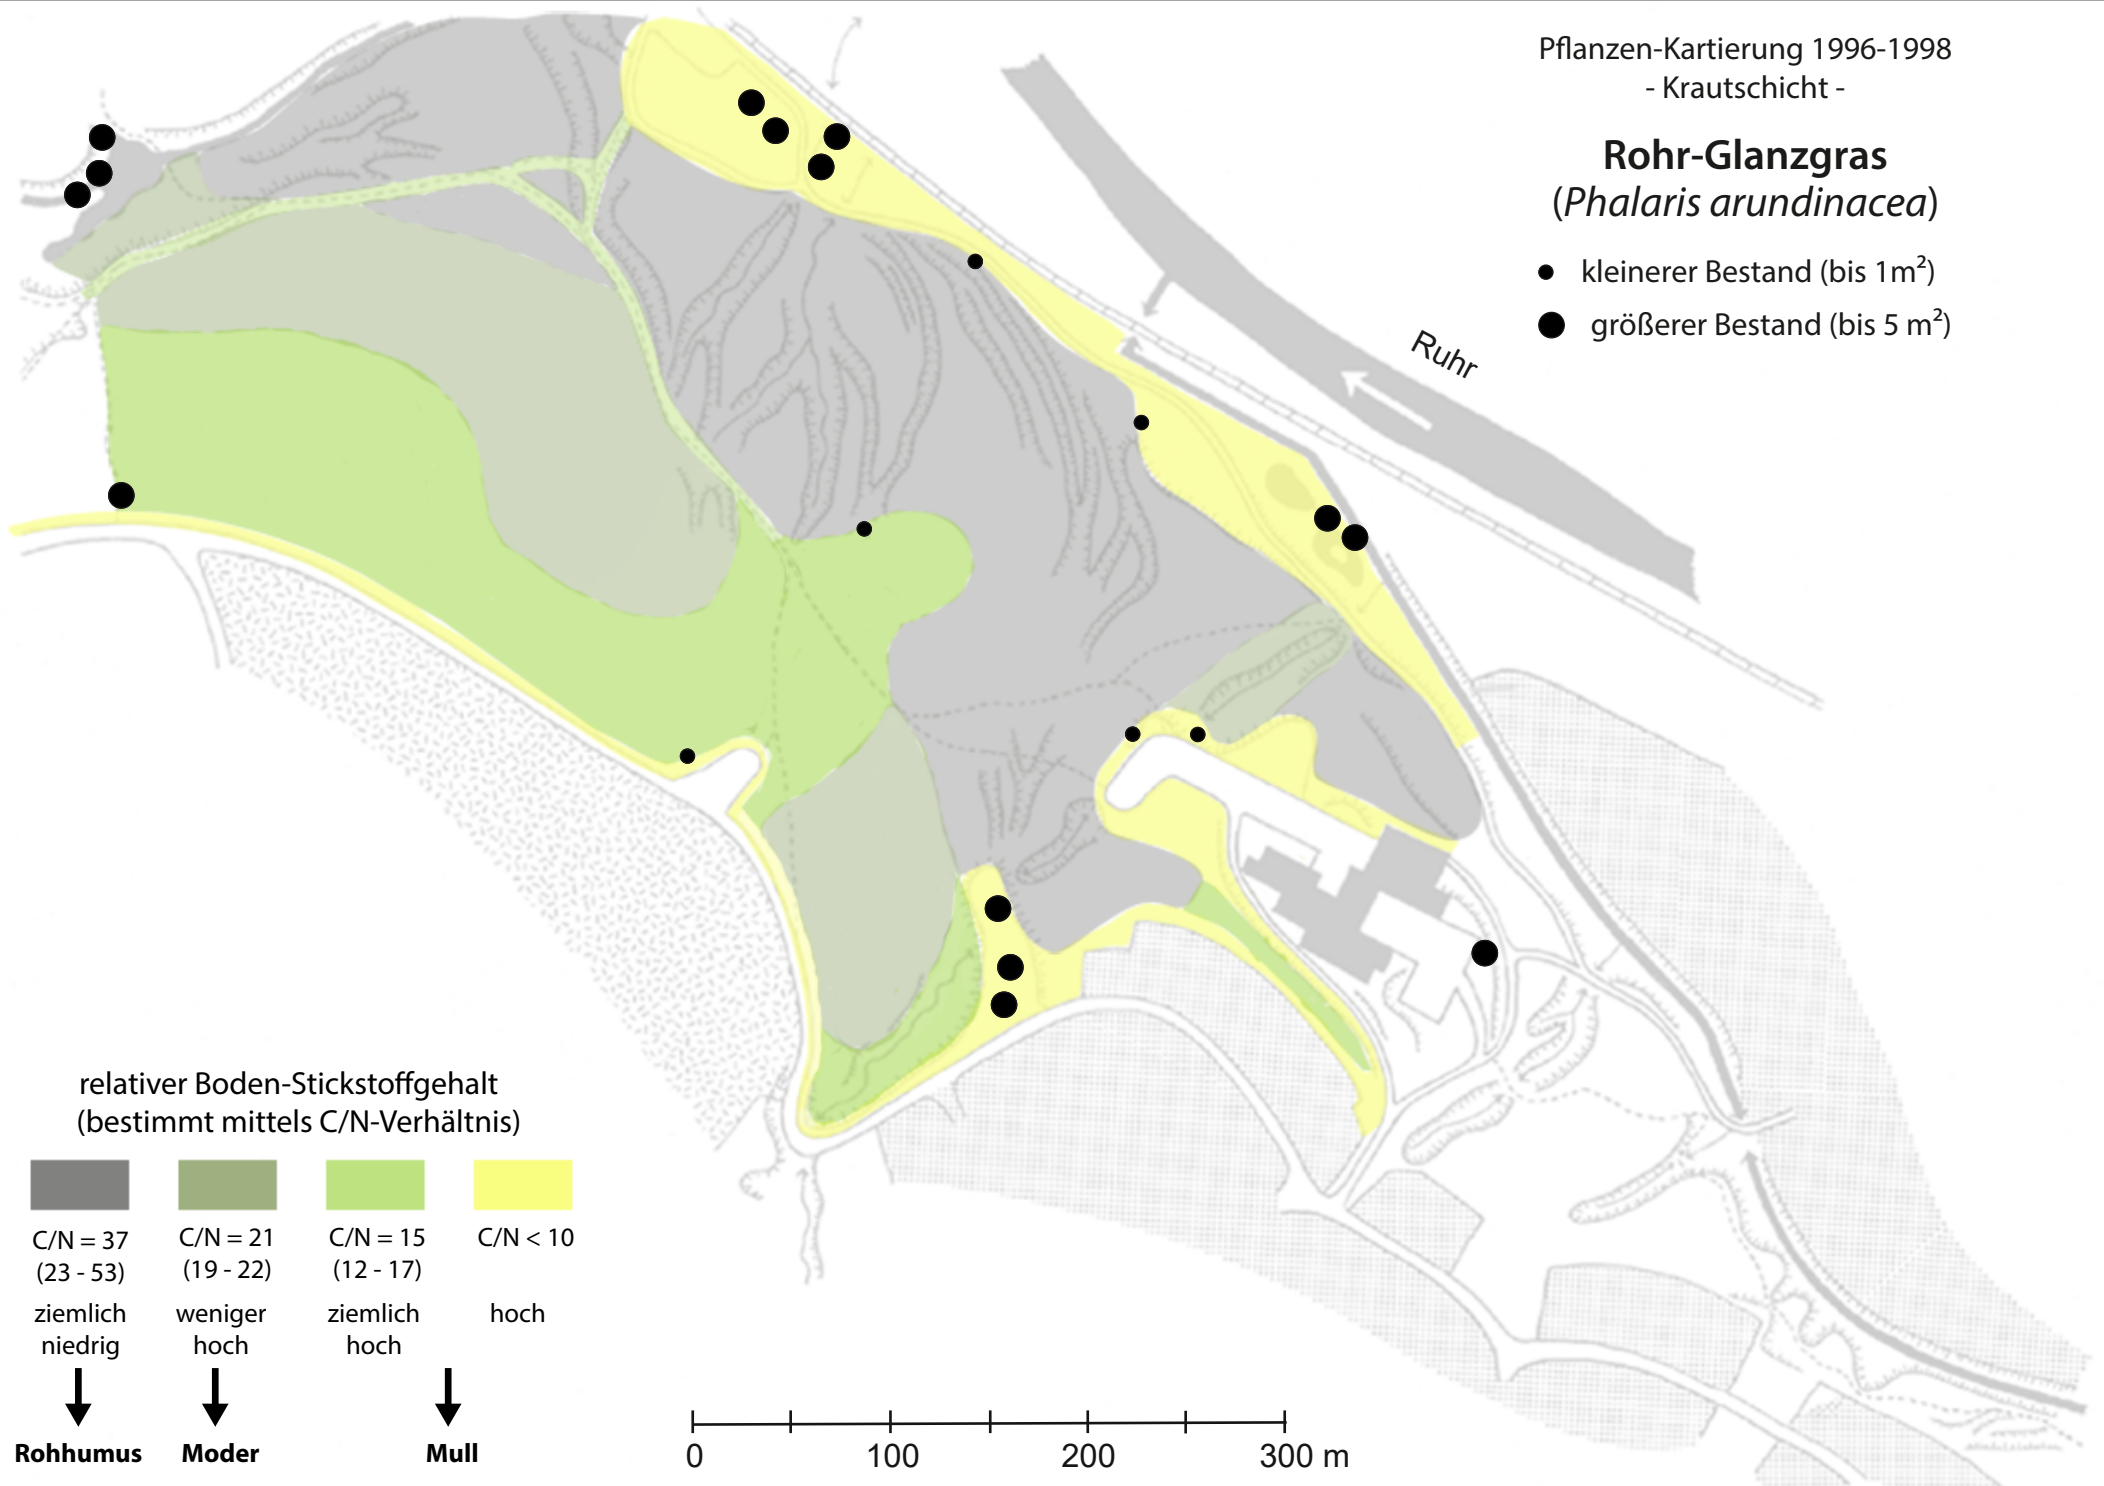 Pflanzen-Kartierung 1996-1998
- Krautschicht -
Rohr-Glanzgras
(Phalaris arundinacea)
kleinerer Bestand (bis 1m²)
größerer Bestand (bis 5 m²)
Ruhr
relativer Boden-Stickstoffgehalt
(bestimmt mittels C/N-Verhältnis)
C/N = 37
(23 - 53)
ziemlich
niedrig
Rohhumus
C/N = 21
(19 - 22)
weniger
hoch
Moder
C/N = 15
(12 - 17)
ziemlich
hoch
C/N < 10
hoch
Mull
0 100 200 300 m